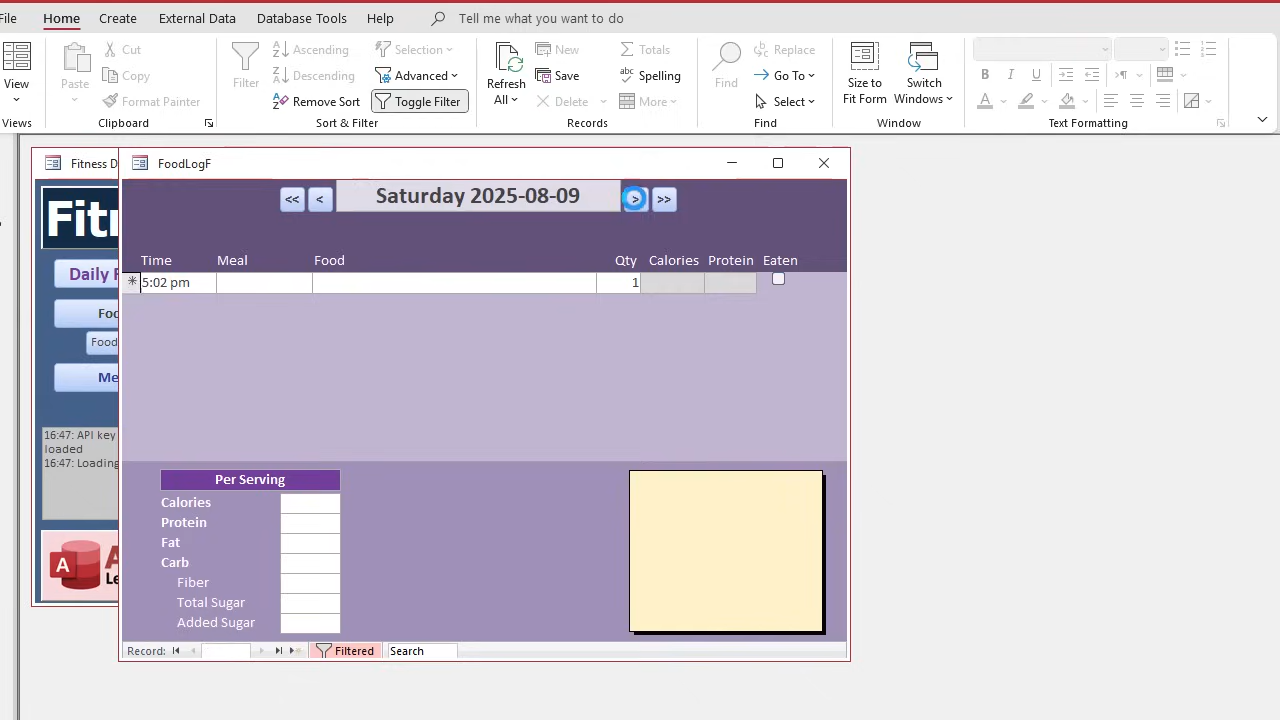 File Home Create External Data Database Tools Help Tell me what you want to do
View
Views
Paste
Cut
Copy
Format Painter
Clipboard
Filter
Ascending
Descending
Remove Sort
Selection
Advanced
Toggle Filter
Sort & Filter
Refresh
All
New
Save
Delete
Totals
Spelling
More
Records
Find
Replace
Go To
Select
Find
Size to
Fit Form
Switch
Windows
Window
B I U
A A
Text Formatting
Fitness D
Fitn
Daily F
Foo
Food
Me
16:47: API key
loaded
16:47: Loading
A
A
Le
FoodLogF
<< < Saturday 2025-08-09 > >>
Time Meal Food Qty Calories Protein Eaten
* 5:02 pm 1
Per Serving
Calories
Protein
Fat
Carb
Fiber
Total Sugar
Added Sugar
Record: Filtered Search